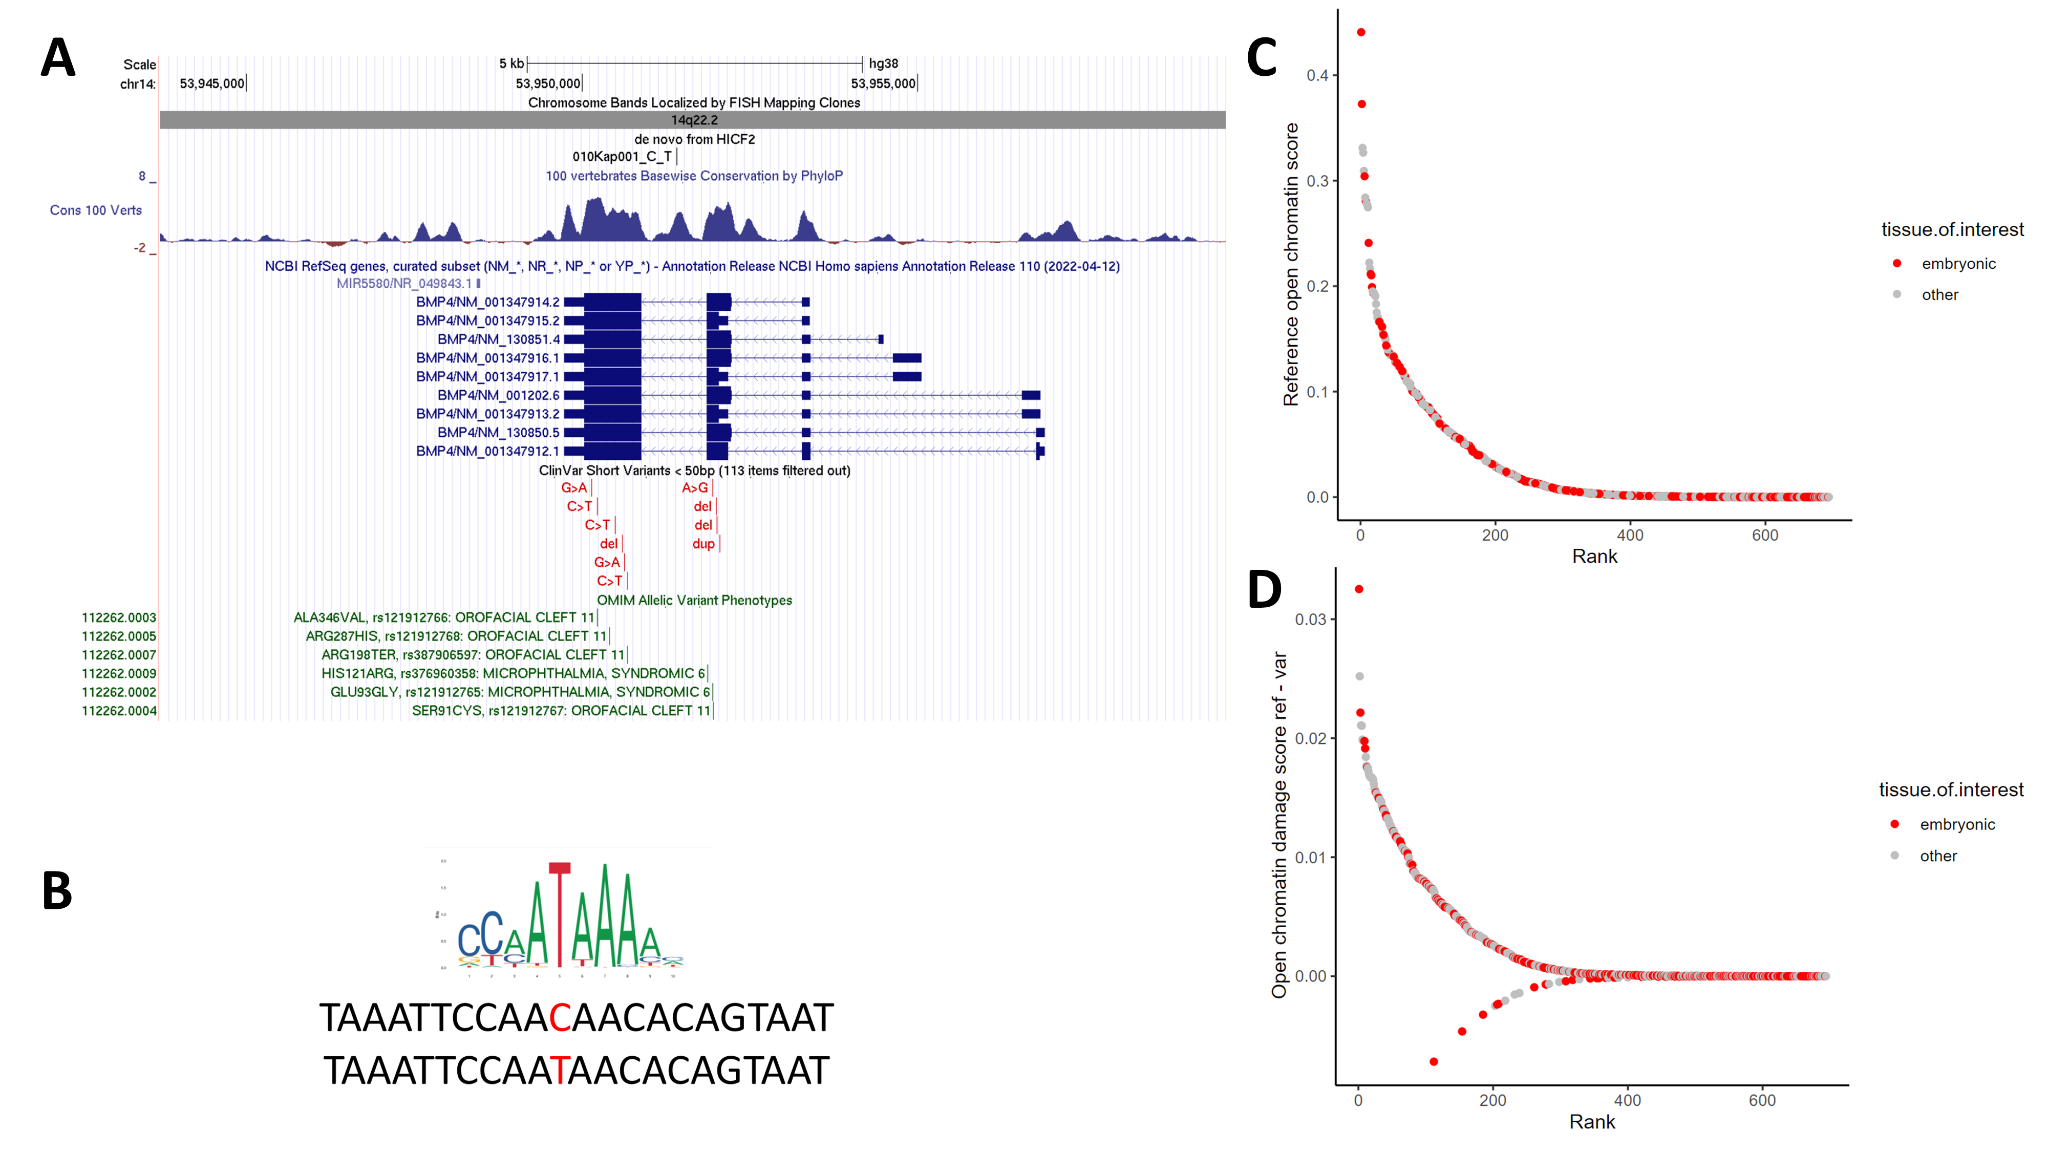 A
Scale
5 kb
hg38
chr14:
53,945,000
53,950,000
53,955,000
Chromosome Bands Localized by FISH Mapping Clones
14q22.2
de novo from HICF2
010Kap001_C_T
100 vertebrates Basewise Conservation by PhyloP
8 _
Cons 100 Verts
-2 _
NCBI RefSeq genes, curated subset (NM_*, NR_*, NP_* or YP_*) - Annotation Release NCBI Homo sapiens Annotation Release 110 (2022-04-12)
MIR5580/NR_049843.1
BMP4/NM_001347914.2
BMP4/NM_001347915.2
BMP4/NM_130851.4
BMP4/NM_001347916.1
BMP4/NM_001347917.1
BMP4/NM_001202.6
BMP4/NM_001347913.2
BMP4/NM_130850.5
BMP4/NM_001347912.1
ClinVar Short Variants < 50bp (113 items filtered out)
G>A A>G
C>T del
C>T del
del dup
G>A
C>T
OMIM Allelic Variant Phenotypes
112262.0003 ALA346VAL, rs121912766: OROFACIAL CLEFT 11
112262.0005 ARG287HIS, rs121912768: OROFACIAL CLEFT 11
112262.0007 ARG198TER, rs387906597: OROFACIAL CLEFT 11
112262.0009 HIS121ARG, rs376960358: MICROPHTHALMIA, SYNDROMIC 6
112262.0002 GLU93GLY, rs121912765: MICROPHTHALMIA, SYNDROMIC 6
112262.0004 SER91CYS, rs121912767: OROFACIAL CLEFT 11
B
CCAATAAAA
TAAATTCCAACAACACAGTAAT
TAAATTCCAATAACACAGTAAT
C
Reference open chromatin score
0.4
0.3
0.2
0.1
0.0
0 200 400 600
Rank
tissue.of.interest
embryonic
other
D
Open chromatin damage score ref - var
0.03
0.02
0.01
0.00
0 200 400 600
Rank
tissue.of.interest
embryonic
other